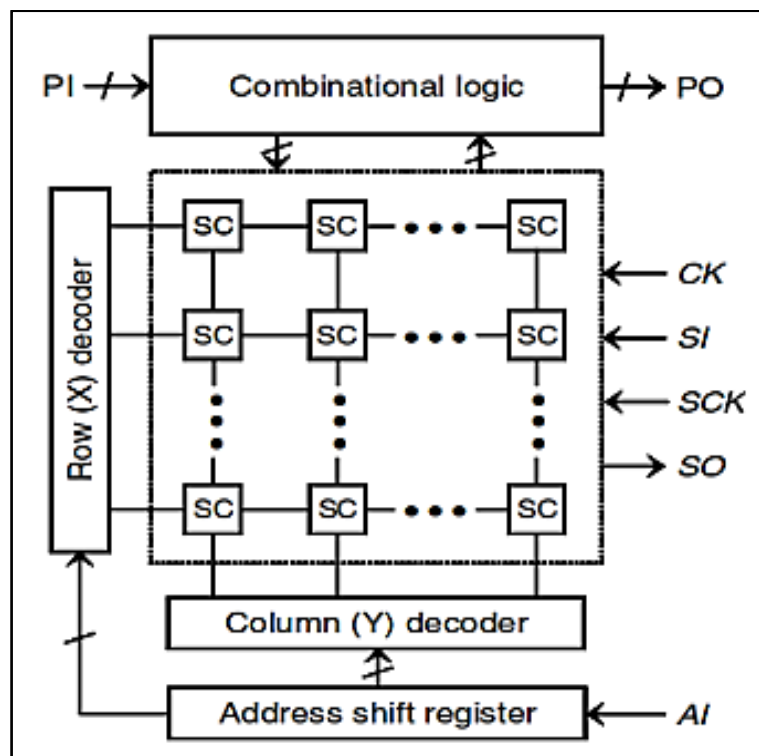 PI Combinational logic PO
SC SC SC
CK
SC SC SC
SI
Row (X) decoder
SCK
SO
SC SC SC
Column (Y) decoder
Address shift register AI